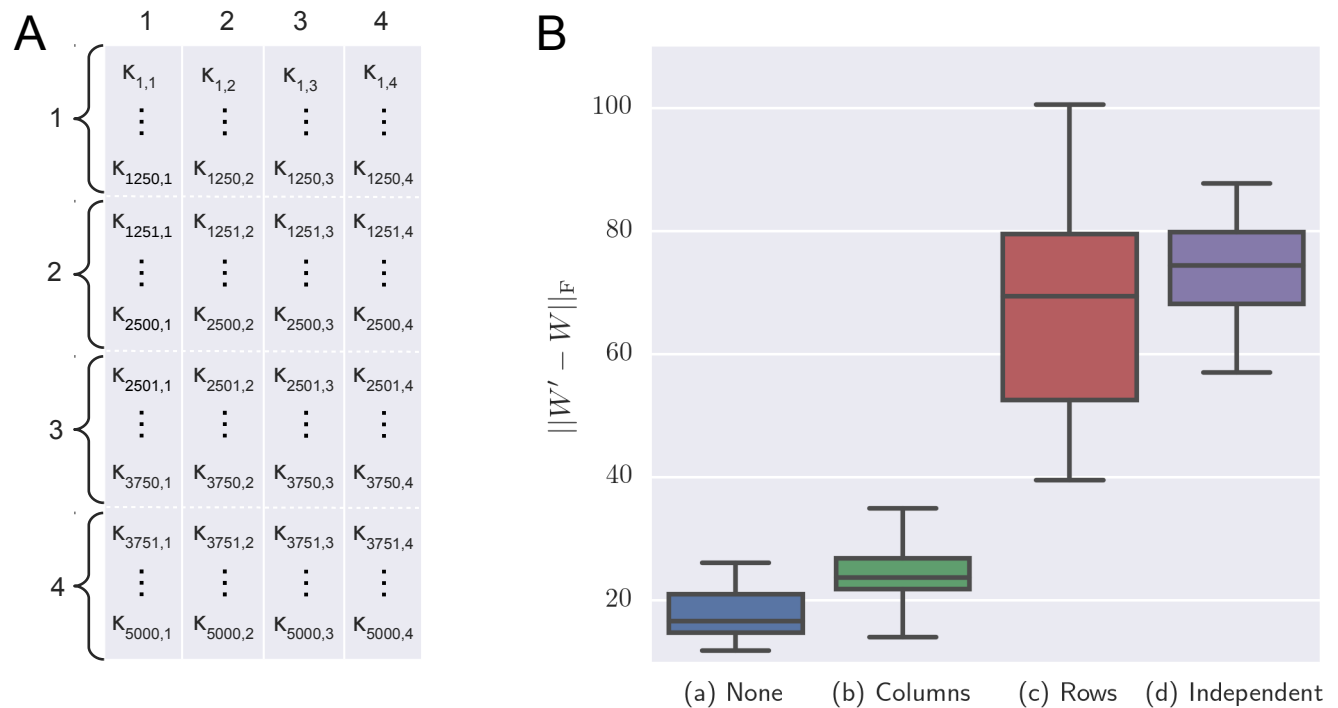 A
1 2 3 4
1
K1,1 K1,2 K1,3 K1,4
⋮ ⋮ ⋮ ⋮
K1250,1 K1250,2 K1250,3 K1250,4
2
K1251,1 K1251,2 K1251,3 K1251,4
⋮ ⋮ ⋮ ⋮
K2500,1 K2500,2 K2500,3 K2500,4
3
K2501,1 K2501,2 K2501,3 K2501,4
⋮ ⋮ ⋮ ⋮
K3750,1 K3750,2 K3750,3 K3750,4
4
K3751,1 K3751,2 K3751,3 K3751,4
⋮ ⋮ ⋮ ⋮
K5000,1 K5000,2 K5000,3 K5000,4
B
||W′ − W||F
100
80
60
40
20
(a) None (b) Columns (c) Rows (d) Independent